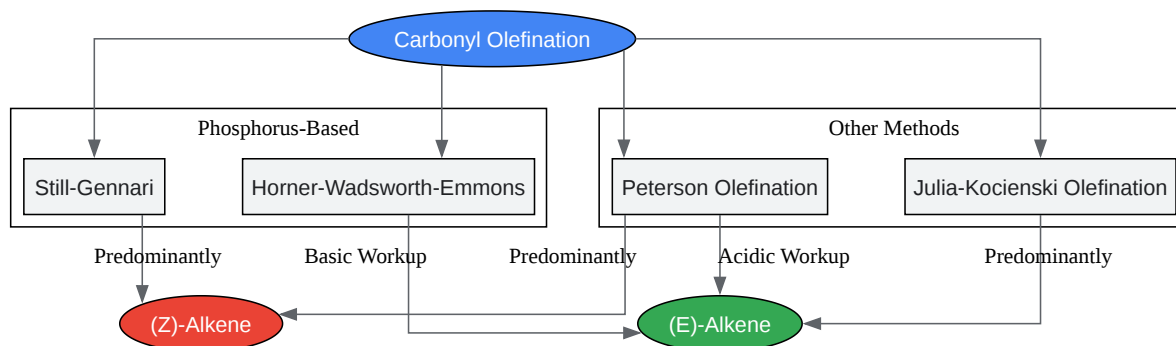 Carbonyl Olefination
Phosphorus-Based
Other Methods
Still-Gennari
Horner-Wadsworth-Emmons
Peterson Olefination
Julia-Kocienski Olefination
Predominantly
Basic Workup
Predominantly
Acidic Workup
Predominantly
(Z)-Alkene
(E)-Alkene